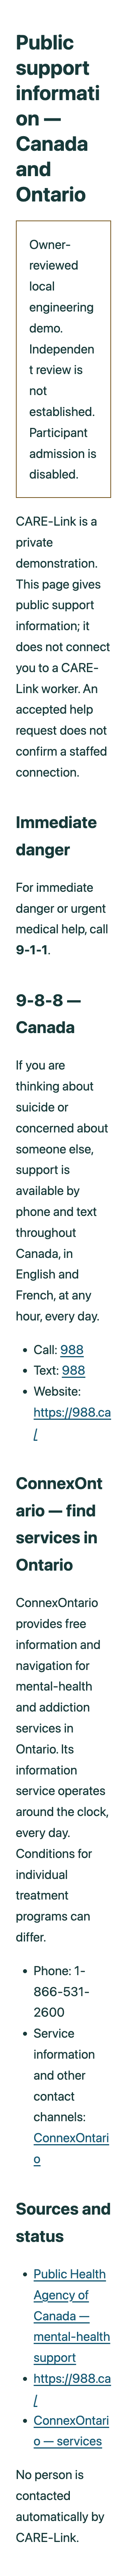 Public
support
informati
on —
Canada
and
Ontario
Owner-
reviewed
local
engineering
demo.
Independen
t review is
not
established.
Participant
admission is
disabled.
CARE-Link is a
private
demonstration.
This page gives
public support
information; it
does not connect
you to a CARE-
Link worker. An
accepted help
request does not
confirm a staffed
connection.
Immediate
danger
For immediate
danger or urgent
medical help, call
9-1-1.
9-8-8 —
Canada
If you are
thinking about
suicide or
concerned about
someone else,
support is
available by
phone and text
throughout
Canada, in
English and
French, at any
hour, every day.
• Call: 988
• Text: 988
• Website:
https://988.ca
/
ConnexOnt
ario — find
services in
Ontario
ConnexOntario
provides free
information and
navigation for
mental-health
and addiction
services in
Ontario. Its
information
service operates
around the clock,
every day.
Conditions for
individual
treatment
programs can
differ.
• Phone: 1-
866-531-
2600
• Service
information
and other
contact
channels:
ConnexOntari
o
Sources and
status
• Public Health
Agency of
Canada —
mental-health
support
• https://988.ca
/
• ConnexOntari
o — services
No person is
contacted
automatically by
CARE-Link.